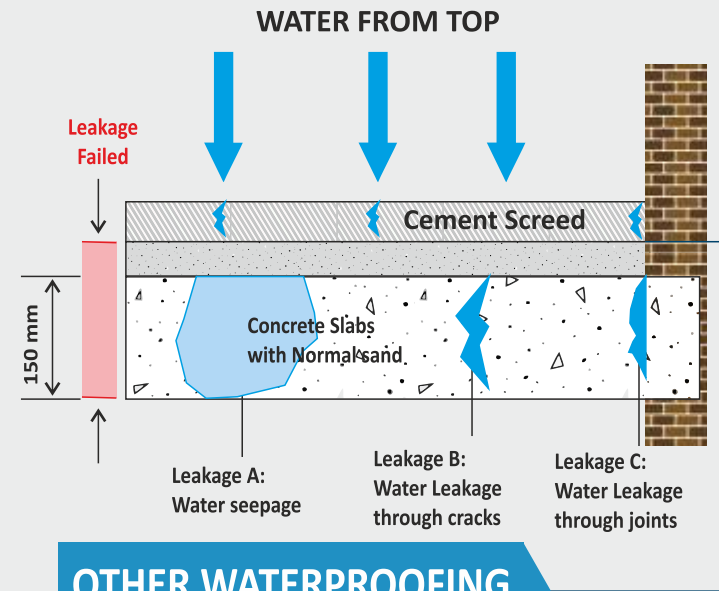 WATER FROM TOP
Leakage
Failed
Cement Screed
150 mm
Concrete Slabs
with Normal sand
Leakage A:
Water seepage
Leakage B:
Water Leakage
through cracks
Leakage C:
Water Leakage
through joints
OTHER WATERPROOFING